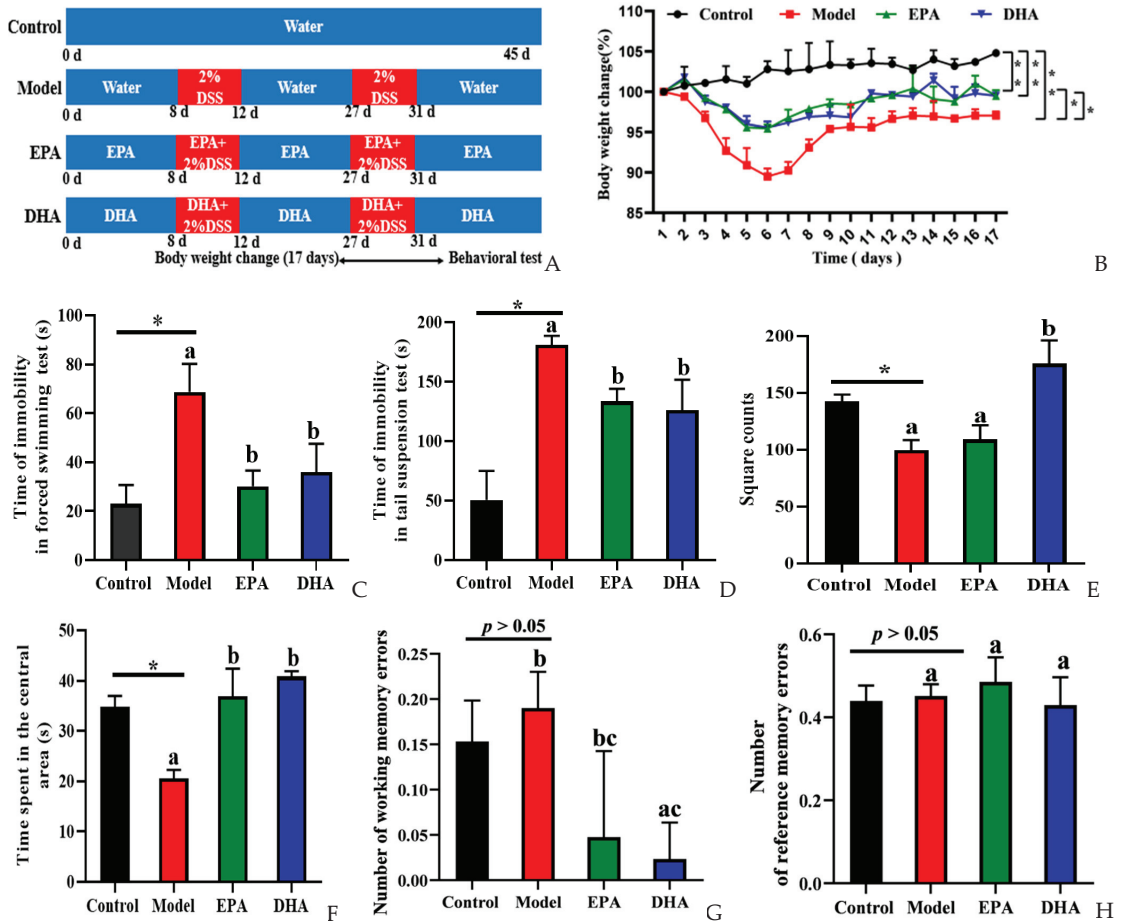 Control
Water
0 d
45 d
Model
Water
2%
DSS
Water
2%
DSS
Water
0 d
8 d
12 d
27 d
31 d
EPA
EPA
EPA+
2%DSS
EPA
EPA+
2%DSS
EPA
0 d
8 d
12 d
27 d
31 d
DHA
DHA
DHA+
2%DSS
DHA
DHA+
2%DSS
DHA
0 d
8 d
12 d
27 d
31 d
Body weight change (17 days)
Behavioral test
A
Control
Model
EPA
DHA
Body weight change(%)
110
105
100
95
90
85
1 2 3 4 5 6 7 8 9 10 11 12 13 14 15 16 17
Time ( days )
* *
* *
* *
*
*
B
Time of immobility
in forced swimming test (s)
100
80
60
40
20
0
*
a
b
b
Control Model EPA DHA
C
Time of immobility
in tail suspension test (s)
200
150
100
50
0
*
a
b
b
Control Model EPA DHA
D
Square counts
200
150
100
50
0
*
a
a
b
Control Model EPA DHA
E
Time spent in the central
area (s)
50
40
30
20
10
0
*
a
b
b
Control Model EPA DHA
F
Number of working memory errors
0.25
0.20
0.15
0.10
0.05
0.00
p > 0.05
b
bc
ac
Control Model EPA DHA
G
Number
of reference memory errors
0.6
0.4
0.2
0.0
p > 0.05
a
a
a
Control Model EPA DHA
H